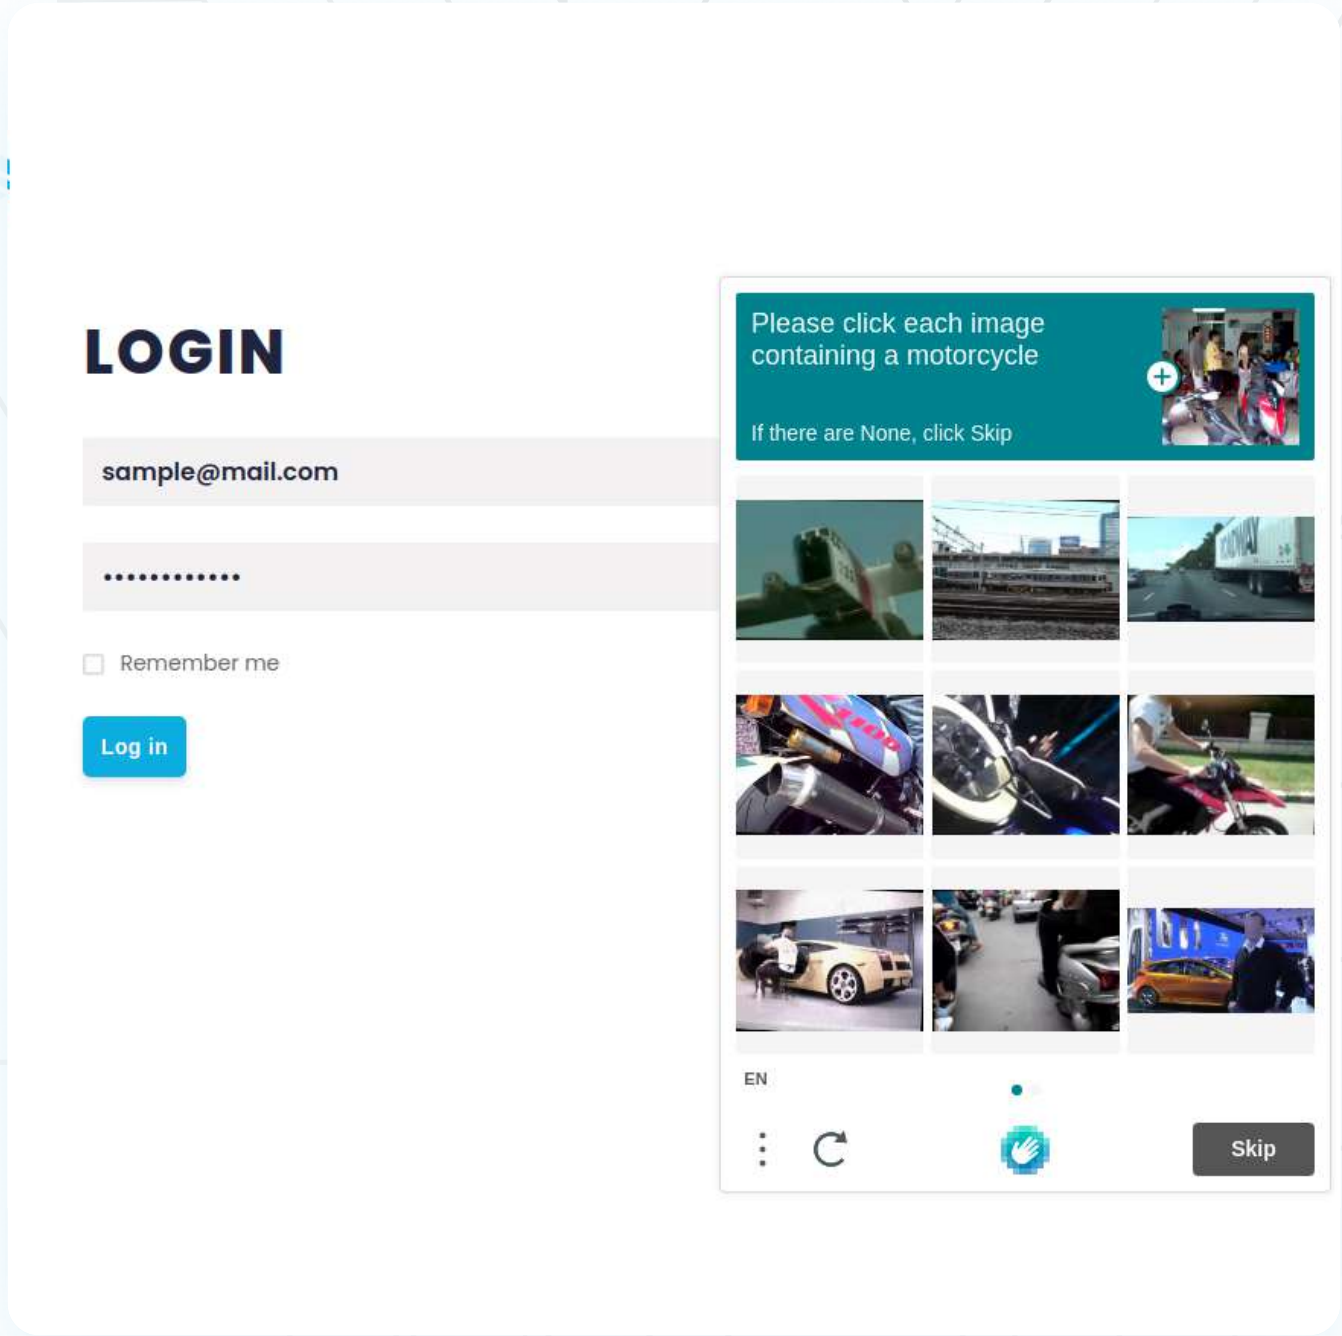 LOGIN
sample@mail.com
••••••••••••
Remember me
Log in
Please click each image
containing a motorcycle
If there are None, click Skip
EN
Skip